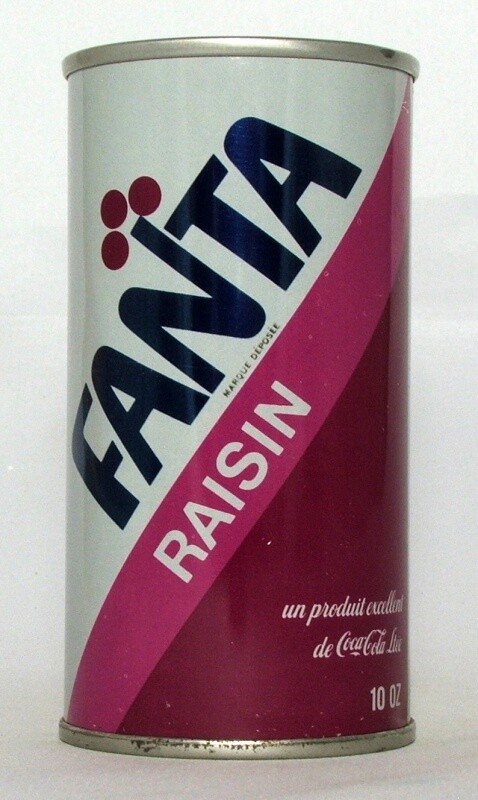 FANTA
MARQUE DÉPOSÉE
RAISIN
un produit excellent
de Coca-Cola Ltée
10 OZ